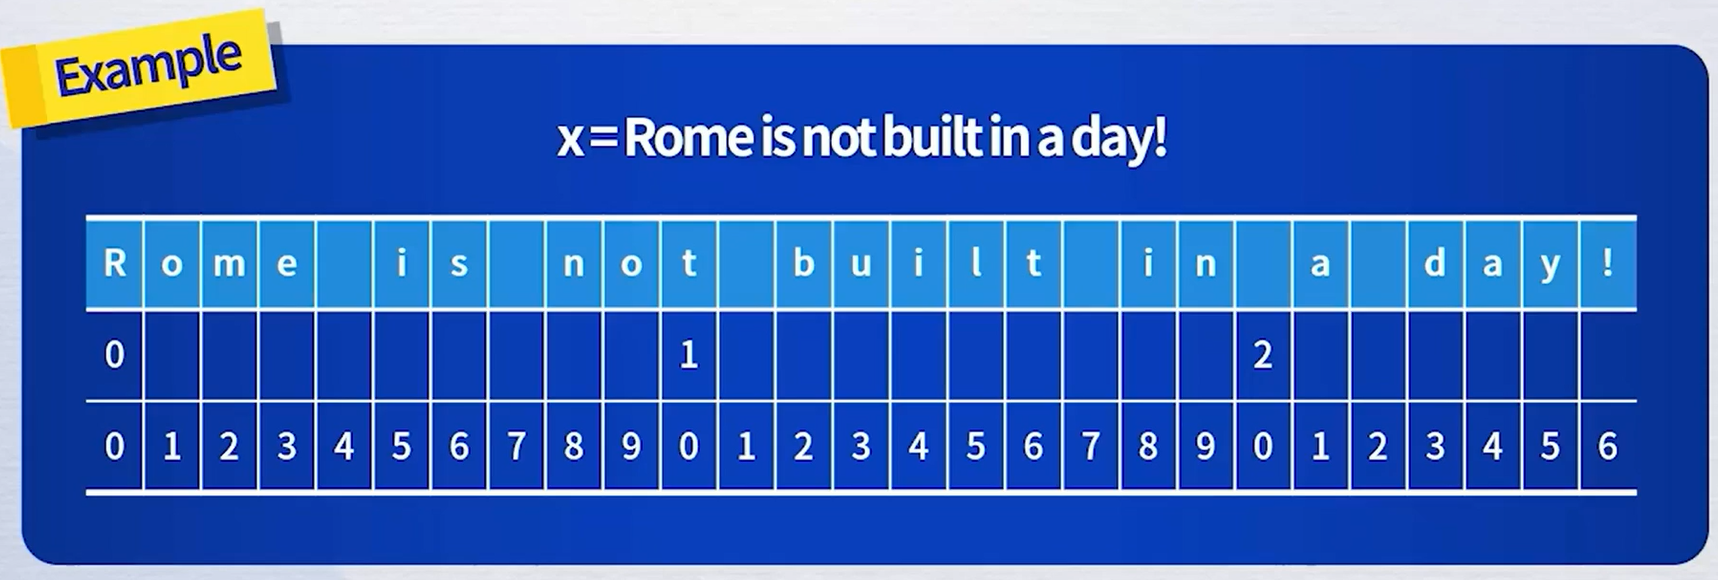 Example
x = Rome is not built in a day!
R o m e i s n o t b u i l t i n a d a y !
0 1 2
0 1 2 3 4 5 6 7 8 9 0 1 2 3 4 5 6 7 8 9 0 1 2 3 4 5 6